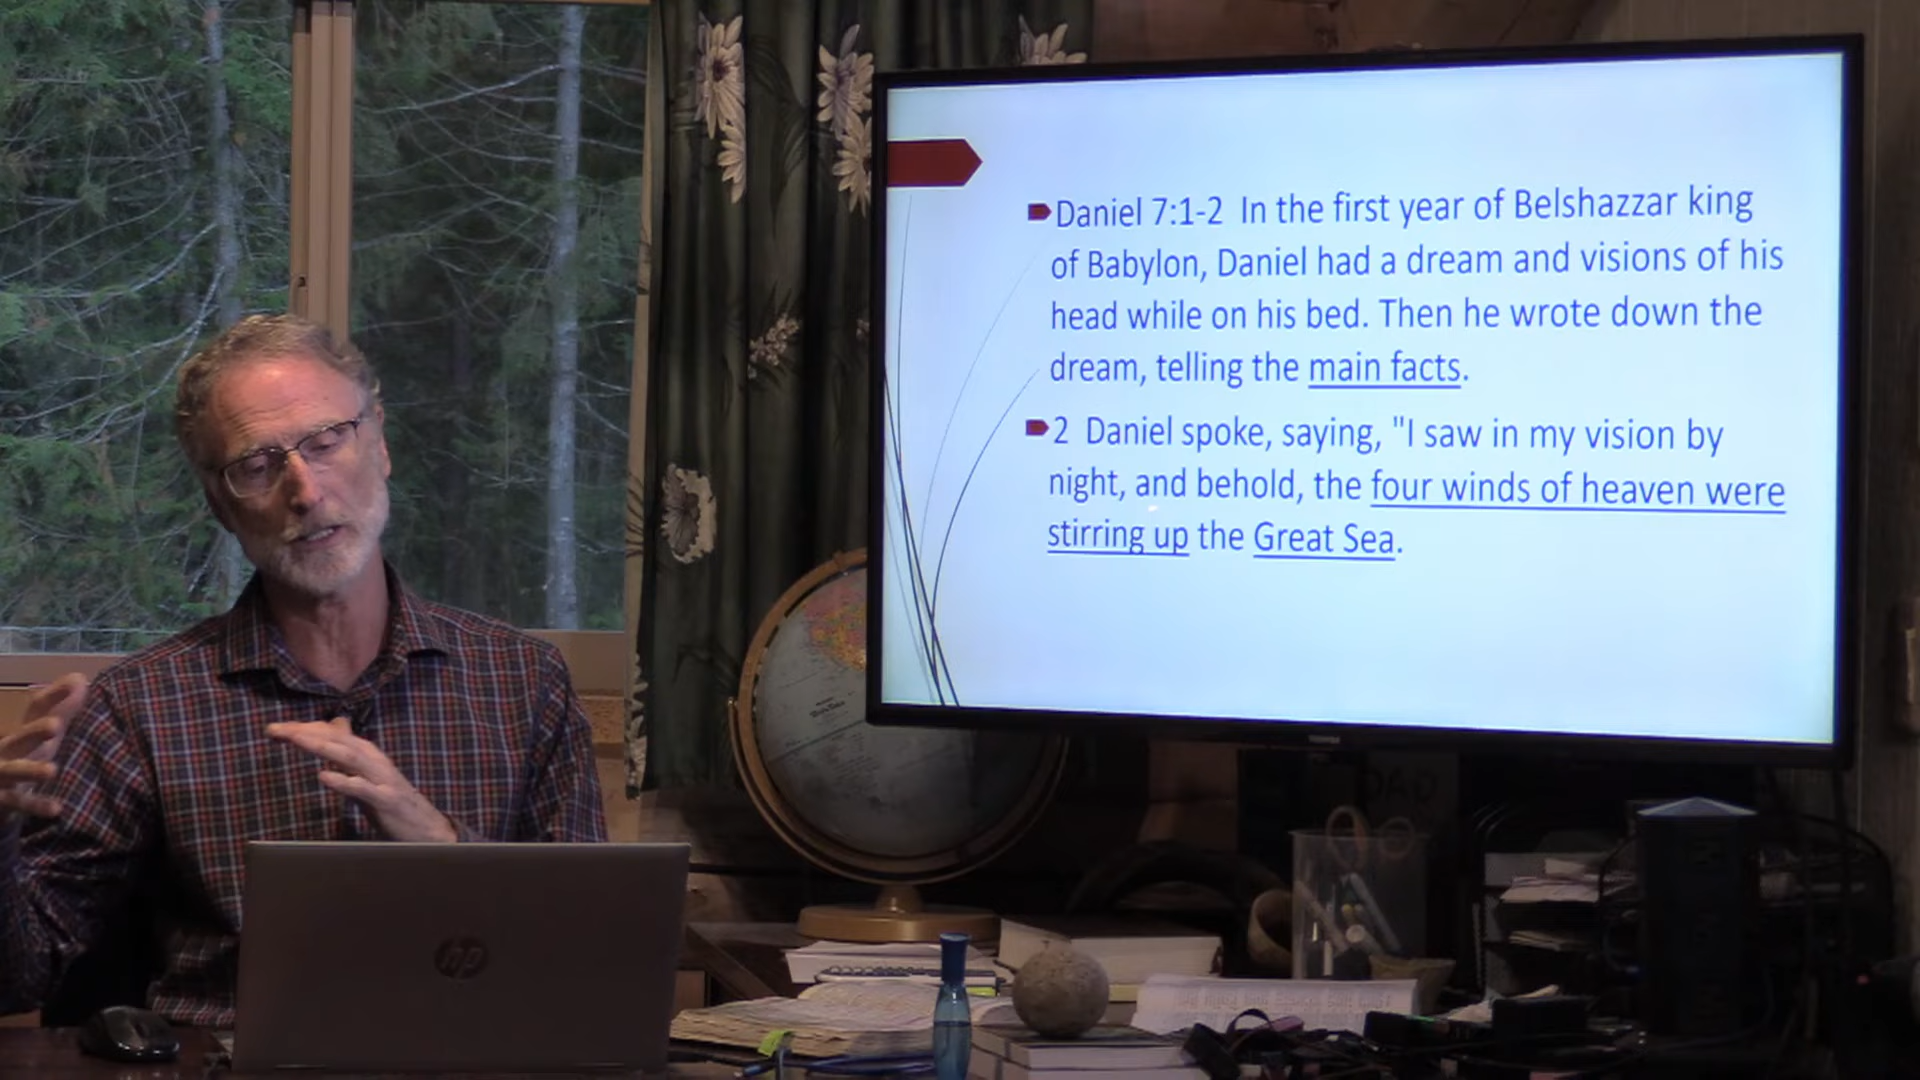 Daniel 7:1-2 In the first year of Belshazzar king
of Babylon, Daniel had a dream and visions of his
head while on his bed. Then he wrote down the
dream, telling the main facts.
2 Daniel spoke, saying, "I saw in my vision by
night, and behold, the four winds of heaven were
stirring up the Great Sea.
hp